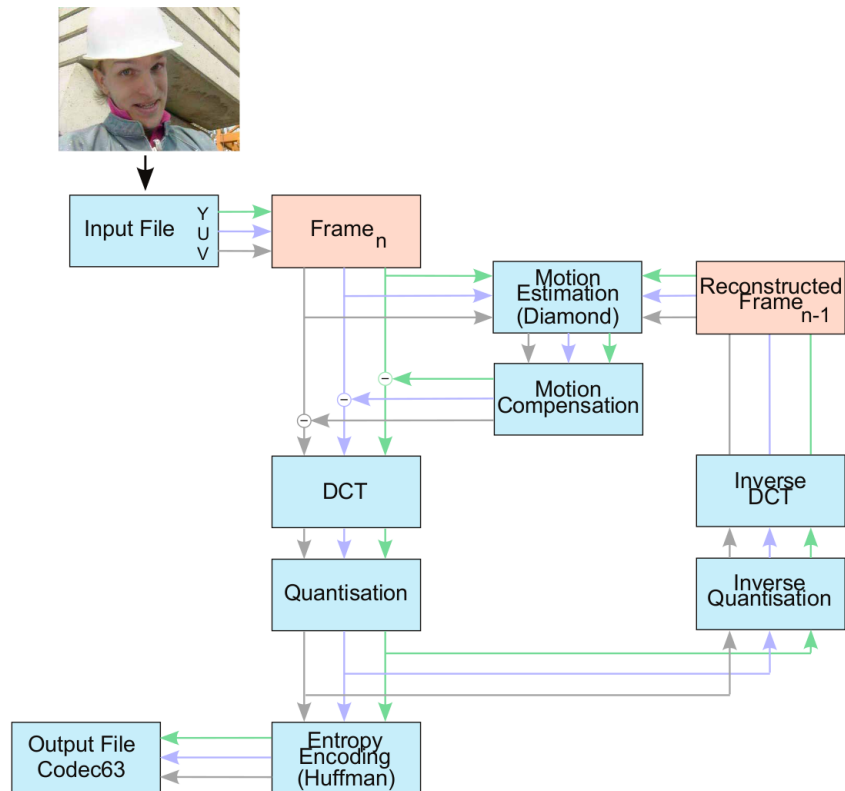 Input File
Y
U
V
Frame n
Motion
Estimation
(Diamond)
Reconstructed
Frame n-1
−
−
−
Motion
Compensation
DCT
Inverse
DCT
Quantisation
Inverse
Quantisation
Output File
Codec63
Entropy
Encoding
(Huffman)